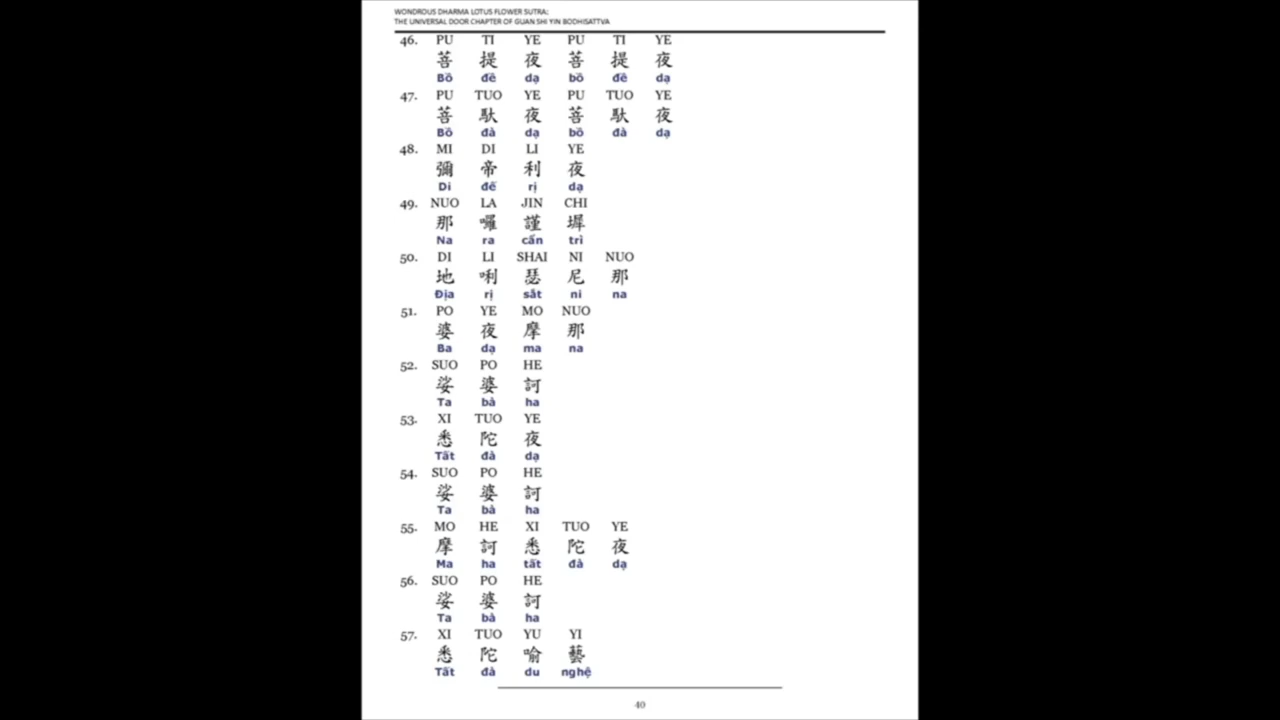 WONDROUS DHARMA LOTUS FLOWER SUTRA;
THE UNIVERSAL DOOR CHAPTER OF GUAN SHI YIN BODHISATTVA
46. PU TI YE PU TI YE
菩 提 夜 菩 提 夜
Bồ đề dạ bồ đề dạ
47. PU TUO YE PU TUO YE
菩 馱 夜 菩 馱 夜
Bồ đà dạ bồ đà dạ
48. MI DI LI YE
彌 帝 利 夜
Di đế rị dạ
49. NUO LA JIN CHI
那 囉 謹 墀
Na ra cẩn trì
50. DI LI SHAI NI NUO
地 唎 瑟 尼 那
Địa rị sắt ni na
51. PO YE MO NUO
婆 夜 摩 那
Ba dạ ma na
52. SUO PO HE
娑 婆 訶
Ta bà ha
53. XI TUO YE
悉 陀 夜
Tất đà dạ
54. SUO PO HE
娑 婆 訶
Ta bà ha
55. MO HE XI TUO YE
摩 訶 悉 陀 夜
Ma ha tất đà dạ
56. SUO PO HE
娑 婆 訶
Ta bà ha
57. XI TUO YU YI
悉 陀 喻 藝
Tất đà du nghệ
40